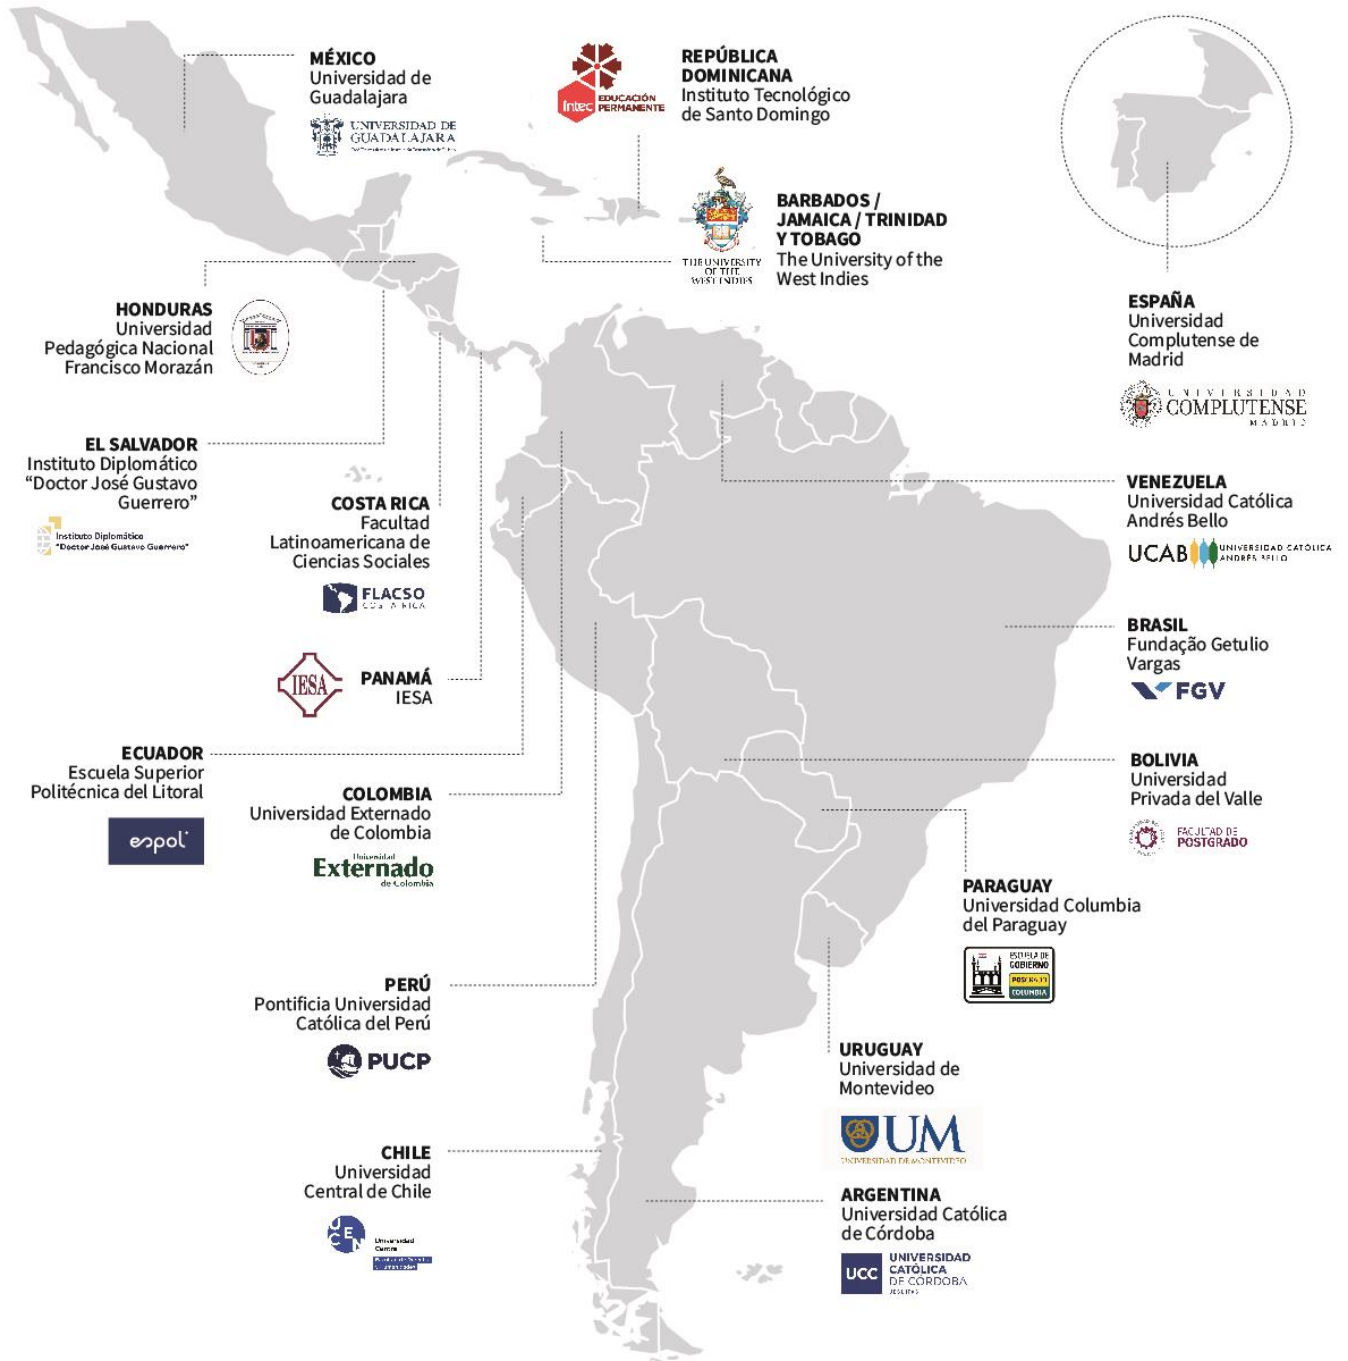 MÉXICO
Universidad de
Guadalajara
UNIVERSIDAD DE
GUADALAJARA
REPÚBLICA
DOMINICANA
Instituto Tecnológico
de Santo Domingo
intec
EDUCACIÓN
PERMANENTE
BARBADOS /
JAMAICA / TRINIDAD
Y TOBAGO
The University of the
West Indies
THE UNIVERSITY
OF THE
WEST INDIES
HONDURAS
Universidad
Pedagógica Nacional
Francisco Morazán
ESPAÑA
Universidad
Complutense de
Madrid
UNIVERSIDAD
COMPLUTENSE
MADRID
EL SALVADOR
Instituto Diplomático
“Doctor José Gustavo
Guerrero”
Instituto Diplomático
"Doctor José Gustavo Guerrero"
COSTA RICA
Facultad
Latinoamericana de
Ciencias Sociales
FLACSO
COSTA RICA
VENEZUELA
Universidad Católica
Andrés Bello
UCAB
UNIVERSIDAD CATÓLICA
ANDRÉS BELLO
BRASIL
Fundação Getulio
Vargas
FGV
PANAMÁ
IESA
IESA
ECUADOR
Escuela Superior
Politécnica del Litoral
espol
COLOMBIA
Universidad Externado
de Colombia
Universidad
Externado
de Colombia
BOLIVIA
Universidad
Privada del Valle
FACULTAD DE
POSTGRADO
PARAGUAY
Universidad Columbia
del Paraguay
ESCUELA DE
GOBIERNO
POSGRADO
COLUMBIA
PERÚ
Pontificia Universidad
Católica del Perú
PUCP
URUGUAY
Universidad de
Montevideo
UM
UNIVERSIDAD DE MONTEVIDEO
CHILE
Universidad
Central de Chile
UCEN
Universidad
Central
ARGENTINA
Universidad Católica
de Córdoba
UCC
UNIVERSIDAD
CATÓLICA
DE CÓRDOBA
JESUITAS